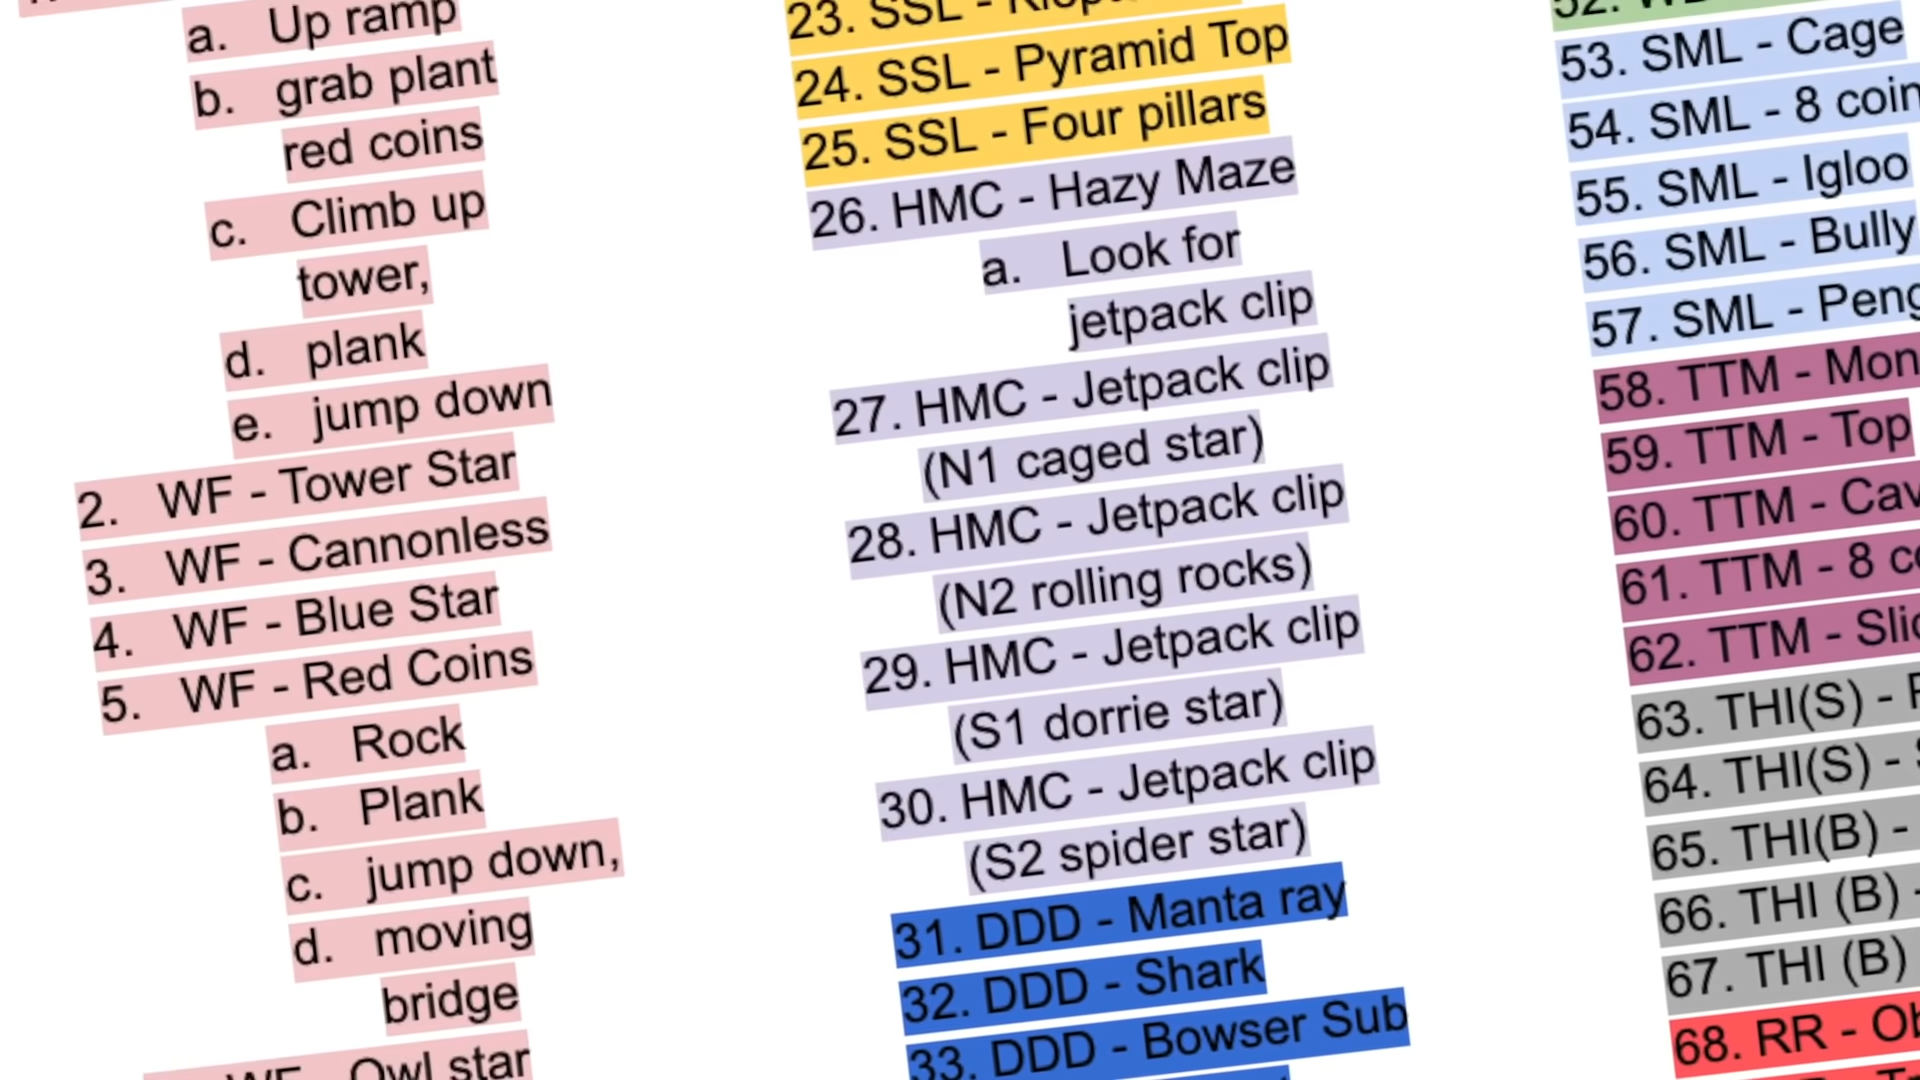 a. Up ramp
b. grab plant
red coins
c. Climb up
tower,
d. plank
e. jump down
2. WF - Tower Star
3. WF - Cannonless
4. WF - Blue Star
5. WF - Red Coins
a. Rock
b. Plank
c. jump down,
d. moving
bridge
WF - Owl star
23. SSL -
24. SSL - Pyramid Top
25. SSL - Four pillars
26. HMC - Hazy Maze
a. Look for
jetpack clip
27. HMC - Jetpack clip
(N1 caged star)
28. HMC - Jetpack clip
(N2 rolling rocks)
29. HMC - Jetpack clip
(S1 dorrie star)
30. HMC - Jetpack clip
(S2 spider star)
31. DDD - Manta ray
32. DDD - Shark
33. DDD - Bowser Sub
52.
53. SML - Cage
54. SML - 8 coin
55. SML - Igloo
56. SML - Bully
57. SML - Peng
58. TTM - Mon
59. TTM - Top
60. TTM - Cav
61. TTM - 8 co
62. TTM - Slid
63. THI(S) -
64. THI(S) -
65. THI(B) -
66. THI (B) -
67. THI (B)
68. RR - Ob